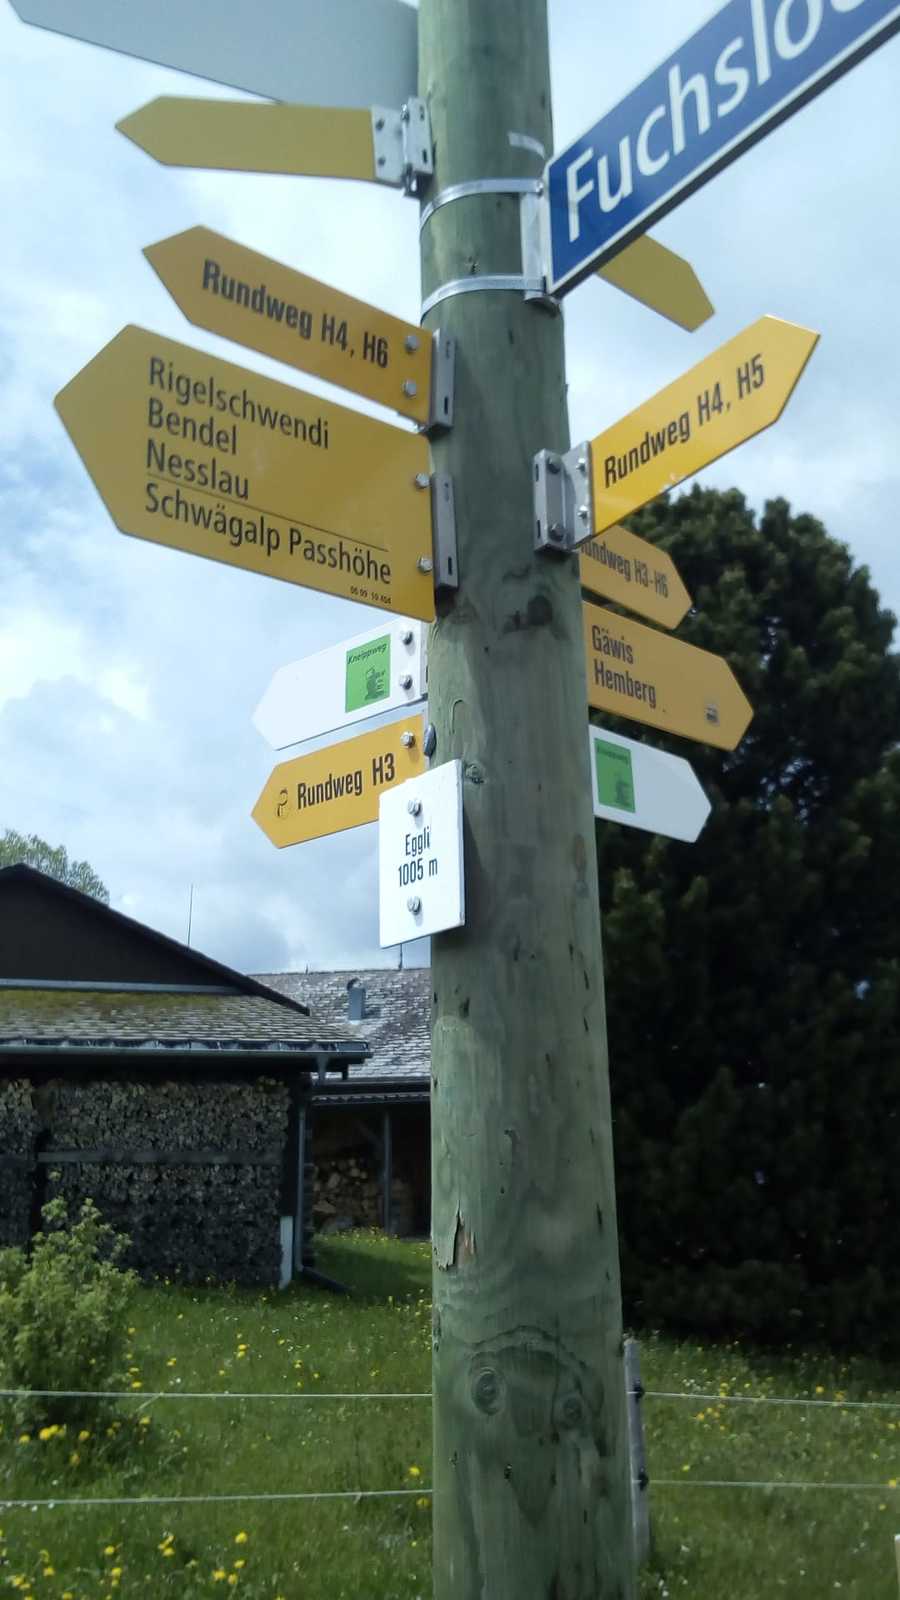 Rundweg H4, H6
Rigelschwendi
Bendel
Nesslau
Schwägalp Passhöhe
Kneippweg
Rundweg H3
Eggli
1005 m
Rundweg H4, H5
Rundweg H3-H6
Gäwis
Hemberg